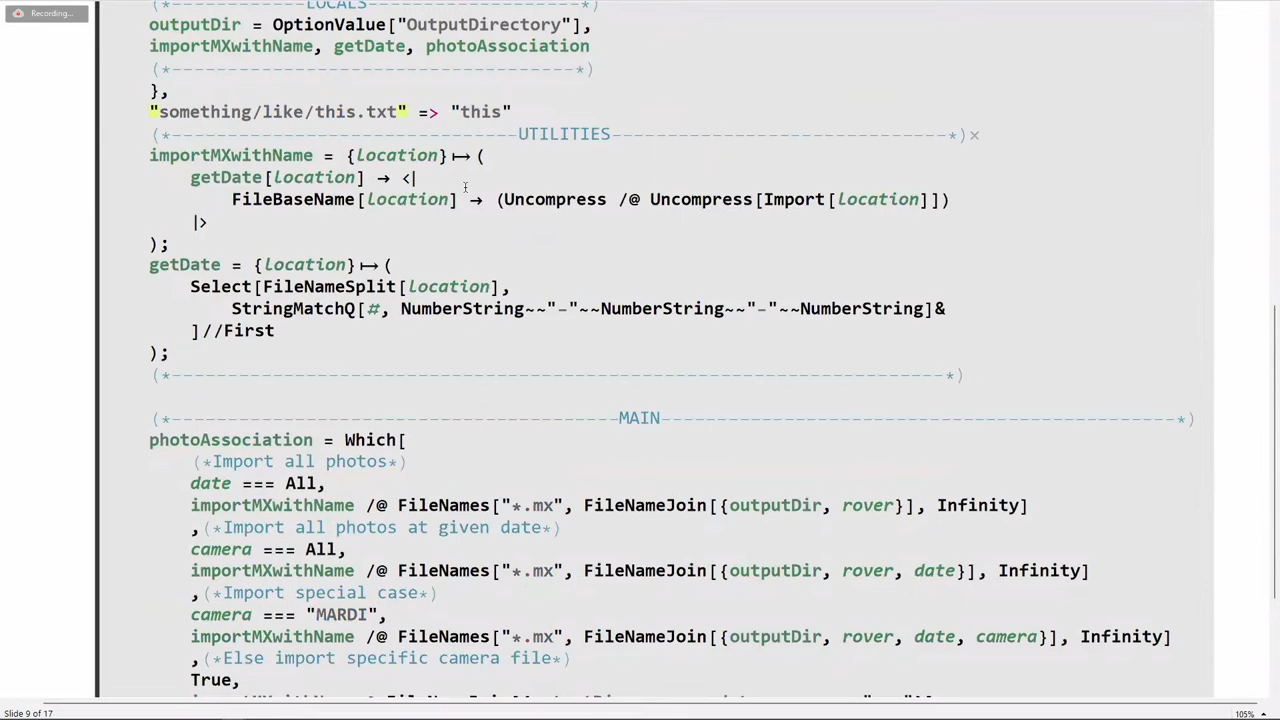 Recording...
(*------------------------LOCALS------------------------*)
outputDir = OptionValue["OutputDirectory"],
importMXwithName, getDate, photoAssociation
(*---------------------------------------*)
},
"something/like/this.txt" => "this"
(*----------------------------------UTILITIES---------------------------------*)×
importMXwithName = {location}↦(
getDate[location] → <|
FileBaseName[location] → (Uncompress /@ Uncompress[Import[location]])
|>
);
getDate = {location}↦(
Select[FileNameSplit[location],
StringMatchQ[#, NumberString~~"-"~~NumberString~~"-"~~NumberString]&
]//First
);
(*---------------------------------------------------------------------------*)
(*-------------------------------------------MAIN---------------------------------------------------*)
photoAssociation = Which[
(*Import all photos*)
date === All,
importMXwithName /@ FileNames["*.mx", FileNameJoin[{outputDir, rover}], Infinity]
,(*Import all photos at given date*)
camera === All,
importMXwithName /@ FileNames["*.mx", FileNameJoin[{outputDir, rover, date}], Infinity]
,(*Import special case*)
camera === "MARDI",
importMXwithName /@ FileNames["*.mx", FileNameJoin[{outputDir, rover, date, camera}], Infinity]
,(*Else import specific camera file*)
True,
Slide 9 of 17
105%